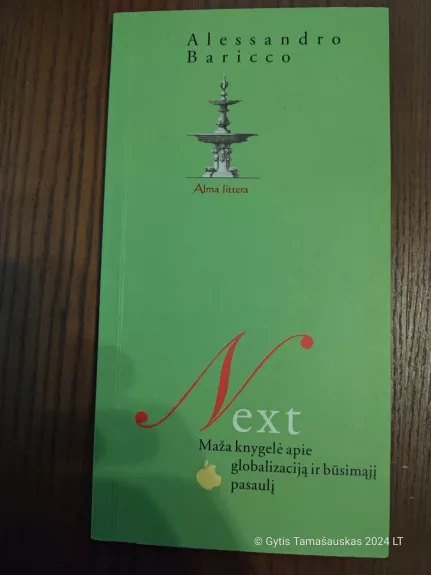 Alessandro
Baricco
Alma littera
Next
Maža knygelė apie
globalizaciją ir būsimąjį
pasaulį
© Gytis Tamašauskas 2024 LT